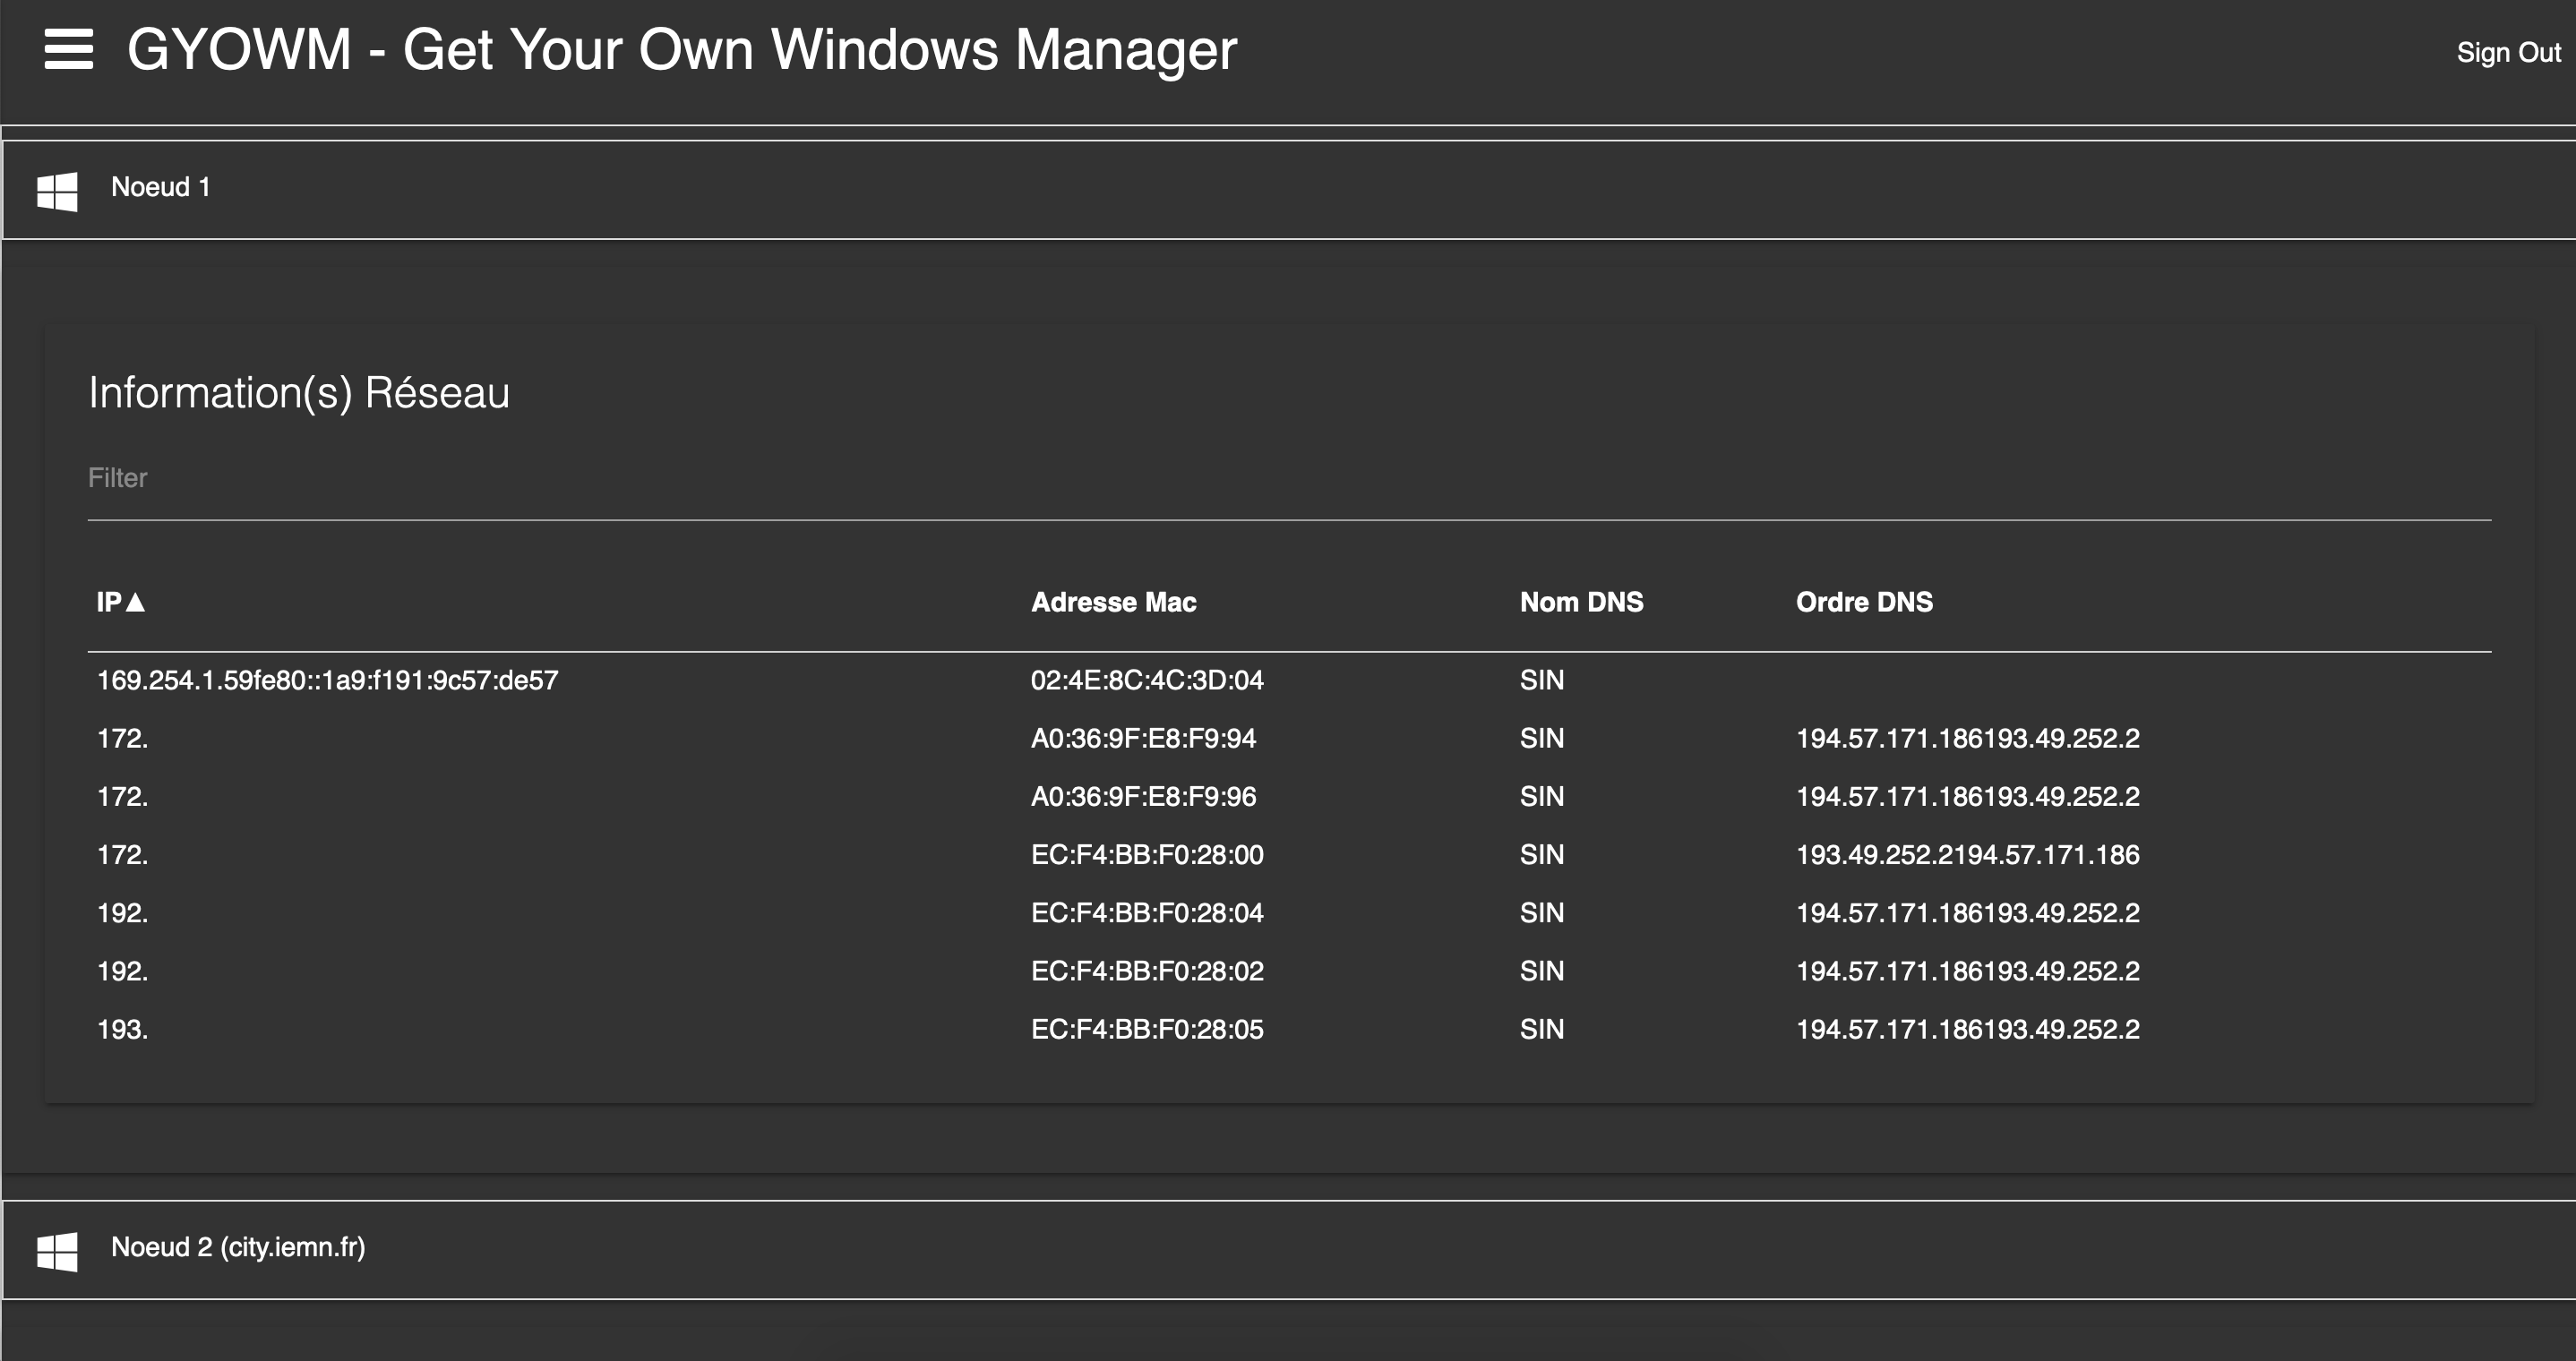 GYOWM - Get Your Own Windows Manager Sign Out
Noeud 1
Information(s) Réseau
Filter
IP▲ Adresse Mac Nom DNS Ordre DNS
169.254.1.59fe80::1a9:f191:9c57:de57 02:4E:8C:4C:3D:04 SIN
172. A0:36:9F:E8:F9:94 SIN 194.57.171.186193.49.252.2
172. A0:36:9F:E8:F9:96 SIN 194.57.171.186193.49.252.2
172. EC:F4:BB:F0:28:00 SIN 193.49.252.2194.57.171.186
192. EC:F4:BB:F0:28:04 SIN 194.57.171.186193.49.252.2
192. EC:F4:BB:F0:28:02 SIN 194.57.171.186193.49.252.2
193. EC:F4:BB:F0:28:05 SIN 194.57.171.186193.49.252.2
Noeud 2 (city.iemn.fr)